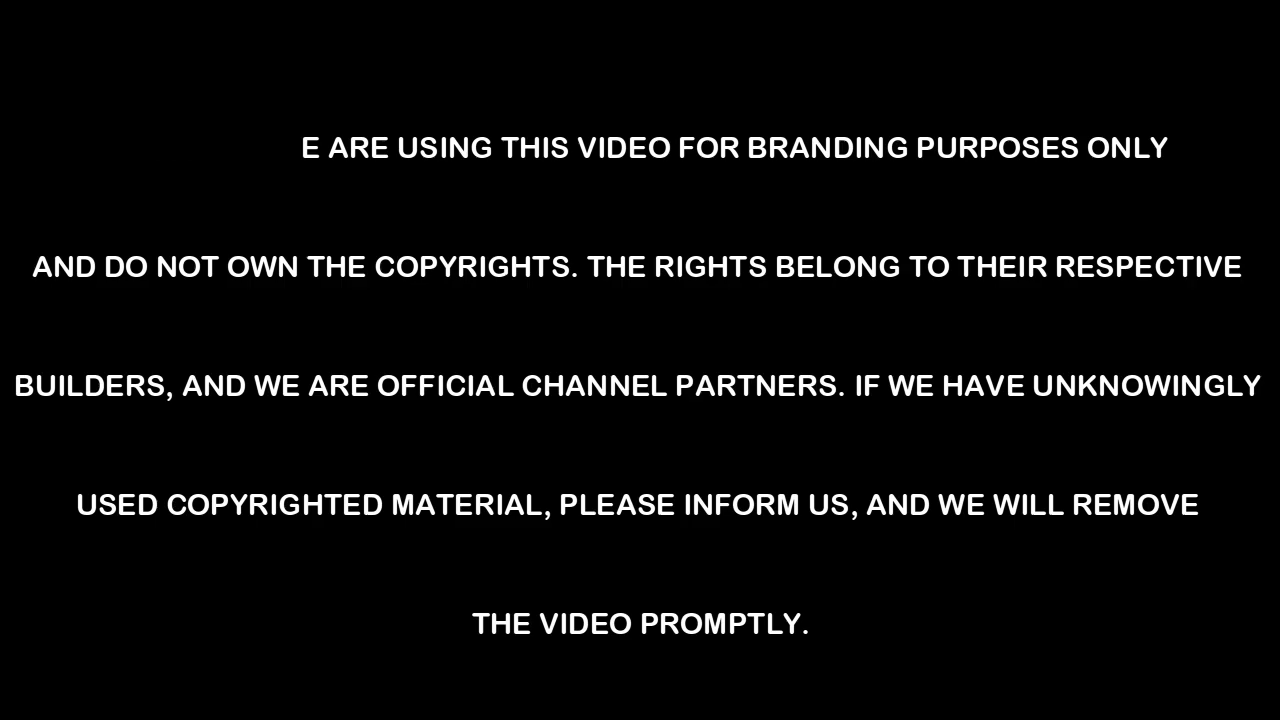 E ARE USING THIS VIDEO FOR BRANDING PURPOSES ONLY
AND DO NOT OWN THE COPYRIGHTS. THE RIGHTS BELONG TO THEIR RESPECTIVE
BUILDERS, AND WE ARE OFFICIAL CHANNEL PARTNERS. IF WE HAVE UNKNOWINGLY
USED COPYRIGHTED MATERIAL, PLEASE INFORM US, AND WE WILL REMOVE
THE VIDEO PROMPTLY.